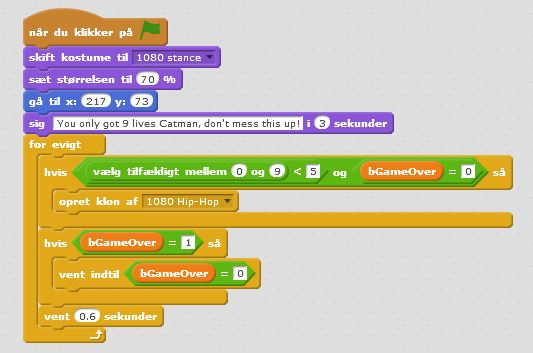 når du klikker på
skift kostume til 1080 stance
sæt størrelsen til 70 %
gå til x: 217 y: 73
sig You only got 9 lives Catman, don't mess this up! i 3 sekunder
for evigt
hvis vælg tilfækligt mellem 0 og 9 < 5 og bGameOver = 0 så
opret klon af 1080 Hip-Hop
hvis bGameOver = 1 så
vent indtil bGameOver = 0
vent 0.6 sekunder